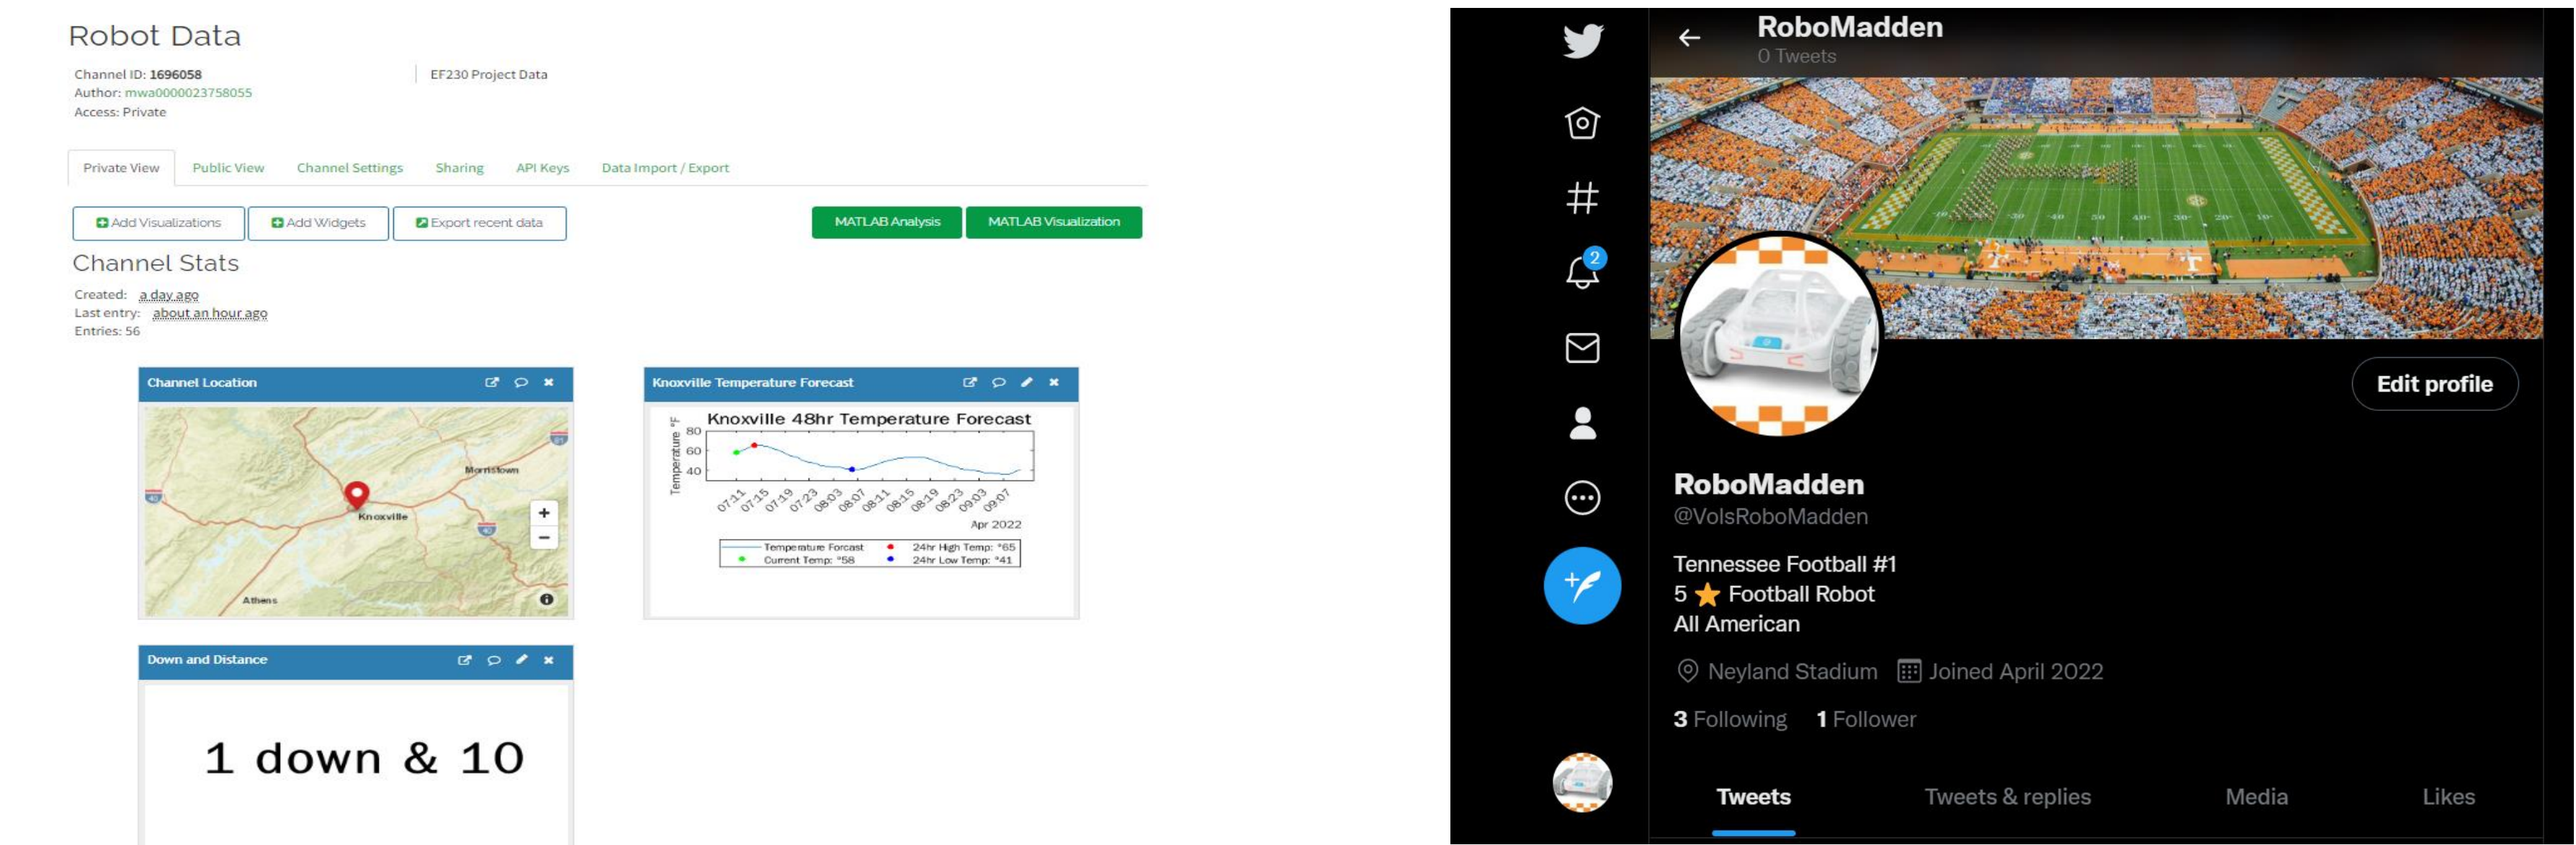 Robot Data
Channel ID: 1696058
Author: mwa0000023758055
Access: Private
EF230 Project Data
Private View Public View Channel Settings Sharing API Keys Data Import / Export
Add Visualizations Add Widgets Export recent data MATLAB Analysis MATLAB Visualization
Channel Stats
Created: a day ago
Last entry: about an hour ago
Entries: 56
Channel Location
Morristown
Knoxville
Athens
+
−
Knoxville Temperature Forecast
Knoxville 48hr Temperature Forecast
Temperature °F
80
60
40
07:11 07:15 07:19 07:23 08:03 08:07 08:11 08:15 08:19 08:23 09:03 09:07
Apr 2022
Temperature Forcast 24hr High Temp: °65
Current Temp: °58 24hr Low Temp: °41
Down and Distance
1 down & 10
RoboMadden
0 Tweets
2
T
Edit profile
RoboMadden
@VolsRoboMadden
Tennessee Football #1
5 ⭐ Football Robot
All American
Neyland Stadium Joined April 2022
3 Following 1 Follower
Tweets Tweets & replies Media Likes